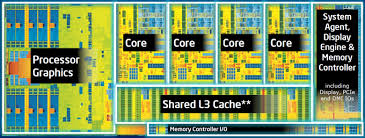 Processor
Graphics
Core
Core
Core
Core
System
Agent,
Display
Engine &
Memory
Controller
including
Display, PCIe
and DMI IOs
Shared L3 Cache**
Memory Controller I/O